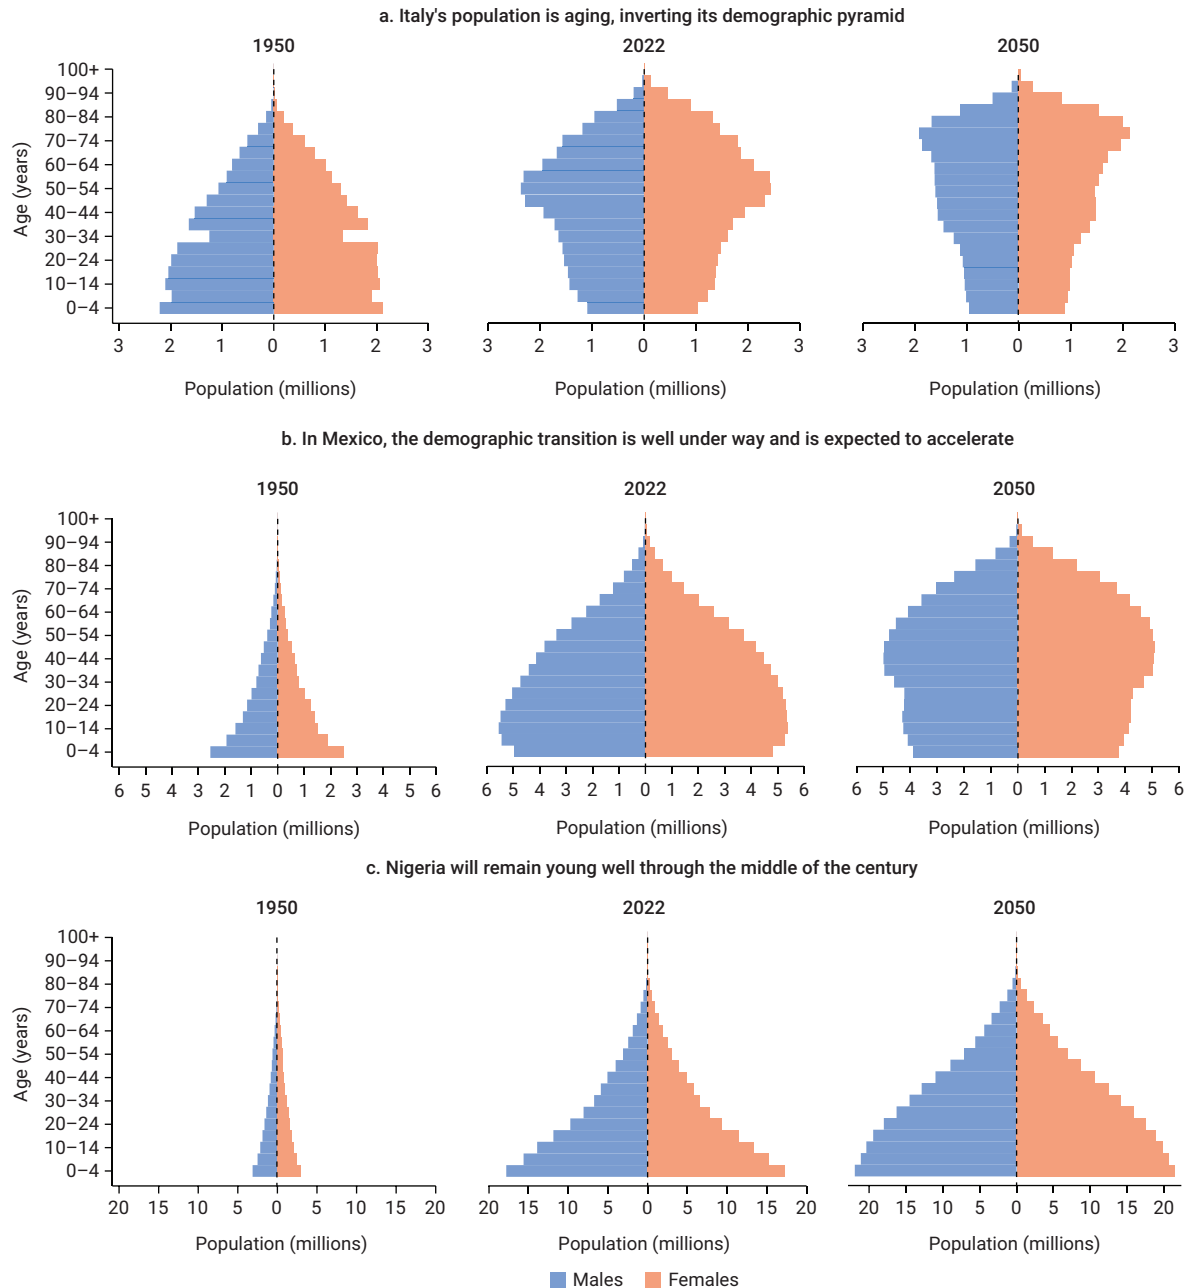 a. Italy's population is aging, inverting its demographic pyramid
1950
2022
2050
Age (years)
100+
90–94
80–84
70–74
60–64
50–54
40–44
30–34
20–24
10–14
0–4
3 2 1 0 1 2 3
3 2 1 0 1 2 3
3 2 1 0 1 2 3
Population (millions)
Population (millions)
Population (millions)
b. In Mexico, the demographic transition is well under way and is expected to accelerate
1950
2022
2050
Age (years)
100+
90–94
80–84
70–74
60–64
50–54
40–44
30–34
20–24
10–14
0–4
6 5 4 3 2 1 0 1 2 3 4 5 6
6 5 4 3 2 1 0 1 2 3 4 5 6
6 5 4 3 2 1 0 1 2 3 4 5 6
Population (millions)
Population (millions)
Population (millions)
c. Nigeria will remain young well through the middle of the century
1950
2022
2050
Age (years)
100+
90–94
80–84
70–74
60–64
50–54
40–44
30–34
20–24
10–14
0–4
20 15 10 5 0 5 10 15 20
20 15 10 5 0 5 10 15 20
20 15 10 5 0 5 10 15 20
Population (millions)
Population (millions)
Population (millions)
Males Females